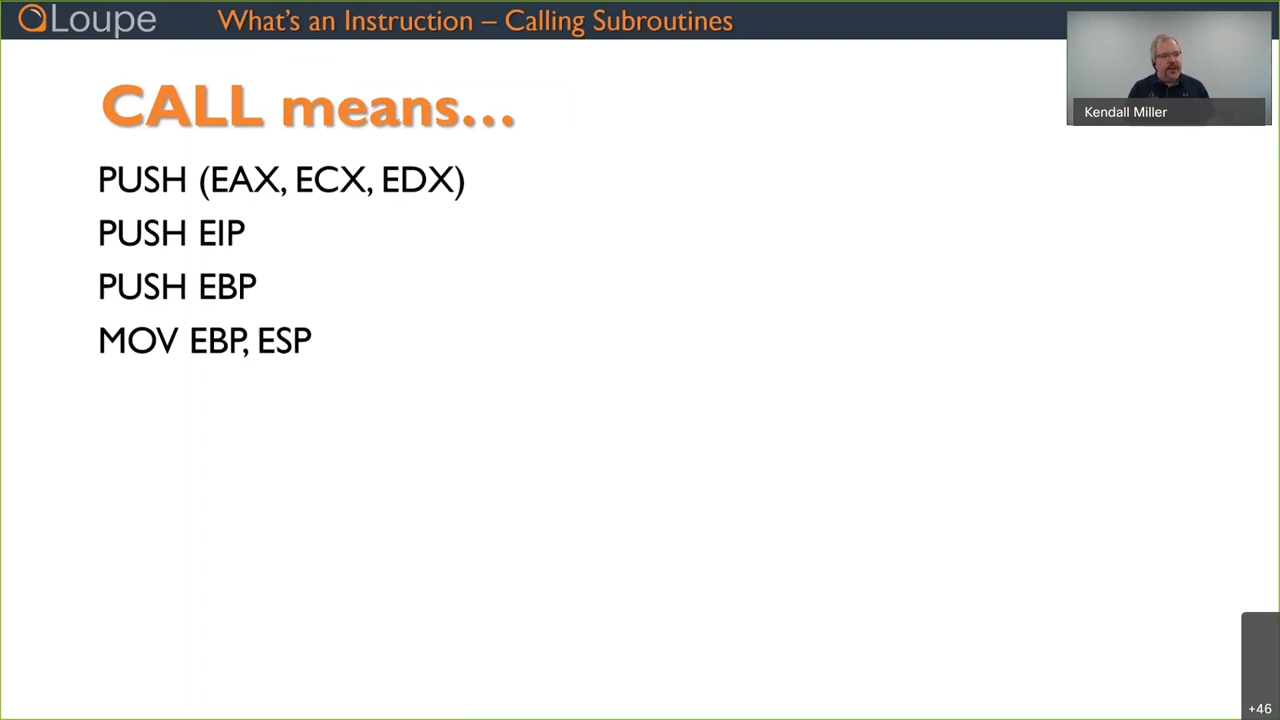 Loupe
What's an Instruction – Calling Subroutines
Kendall Miller
CALL means…
PUSH (EAX, ECX, EDX)
PUSH EIP
PUSH EBP
MOV EBP, ESP
+46